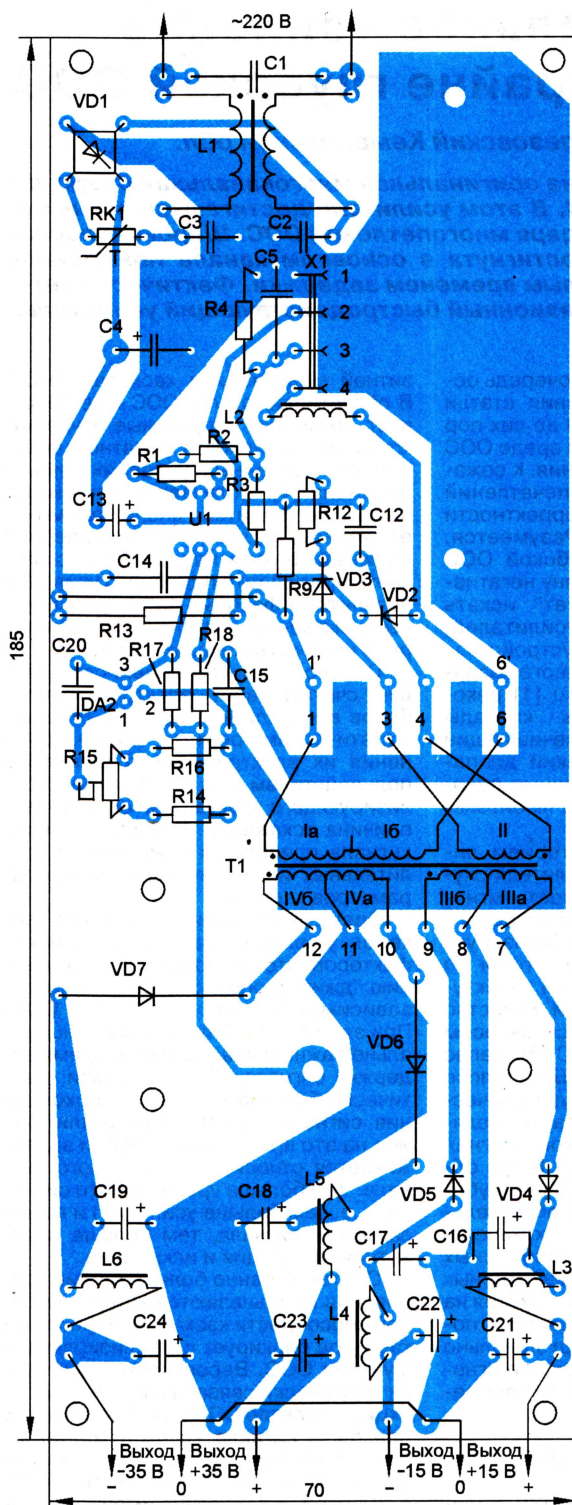 ~220 В
C1
VD1
L1
RK1
C3
C2
C5
X1
1
R4
2
C4
3
4
L2
R2
R1
R3
R12
C13
U1
C12
C14
R9
VD3
VD2
R13
185
R17
R18
C20
3
C15
1'
6'
DA2
2
1
1
3
4
6
R15
R16
R14
Iа
Iб
II
T1
IVб
IVа
IIIб
IIIа
12
11
10
9
8
7
VD7
VD6
L5
VD5
VD4
C19
C18
C17
C16
L6
L3
L4
C22
C24
C23
C21
Выход
-35 В
Выход
+35 В
Выход
-15 В
Выход
+15 В
–
0
+
70
–
0
+